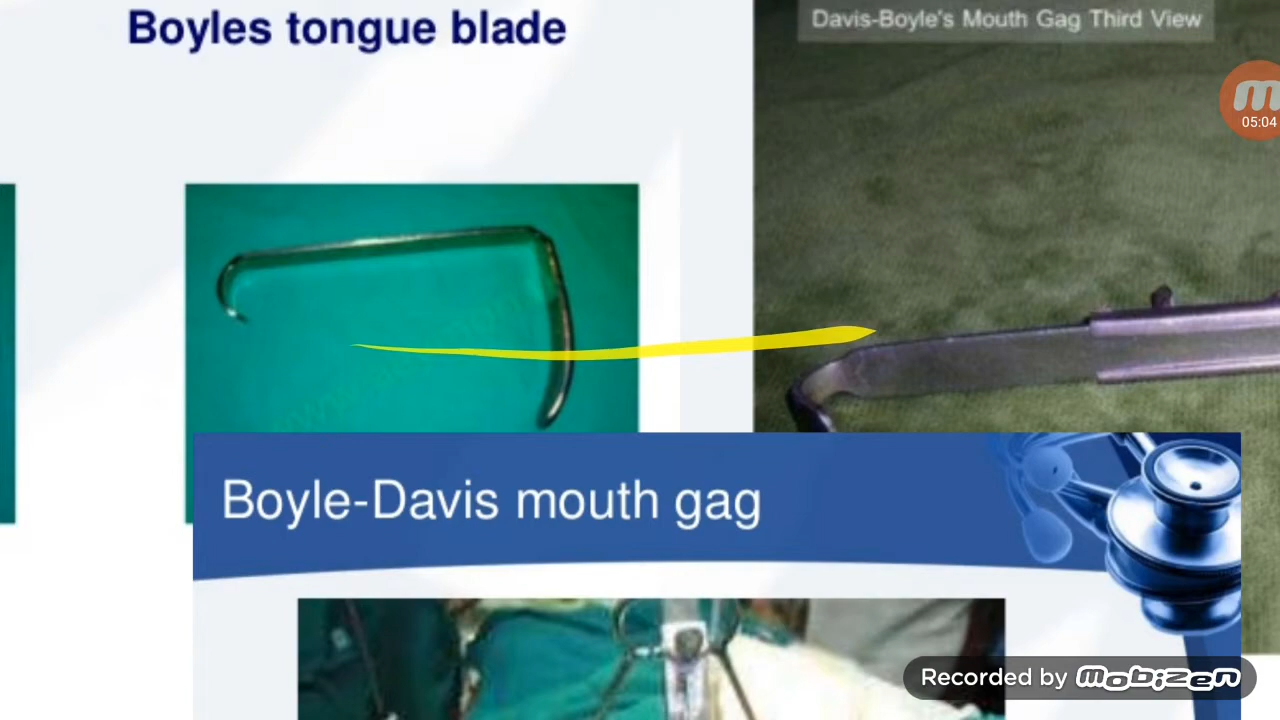 Boyles tongue blade
Davis-Boyle's Mouth Gag Third View
05:04
Boyle-Davis mouth gag
Recorded by mobizen